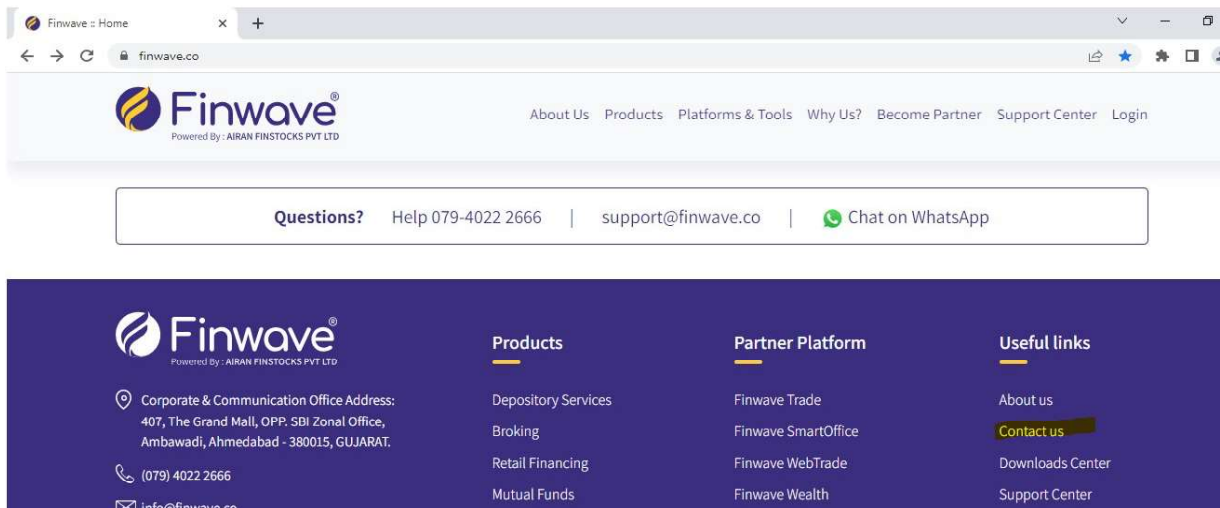 Finwave :: Home
finwave.co
Finwave®
Powered By : AIRAN FINSTOCKS PVT LTD
About Us Products Platforms & Tools Why Us? Become Partner Support Center Login
Questions? Help 079-4022 2666 | support@finwave.co | Chat on WhatsApp
Finwave®
Powered By : AIRAN FINSTOCKS PVT LTD
Corporate & Communication Office Address:
407, The Grand Mall, OPP. SBI Zonal Office,
Ambawadi, Ahmedabad - 380015, GUJARAT.
(079) 4022 2666
info@finwave.co
Products
Depository Services
Broking
Retail Financing
Mutual Funds
Partner Platform
Finwave Trade
Finwave SmartOffice
Finwave WebTrade
Finwave Wealth
Useful links
About us
Contact us
Downloads Center
Support Center